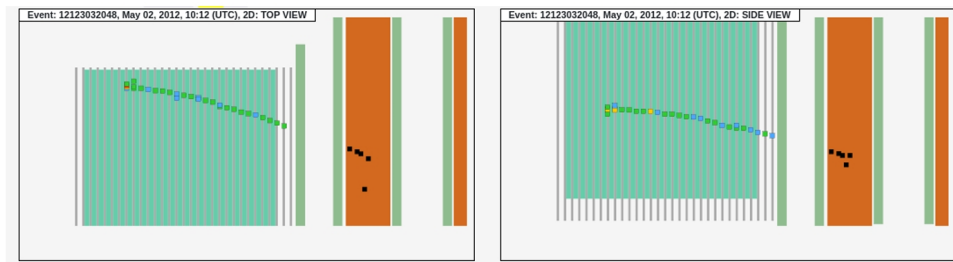 Event: 12123032048, May 02, 2012, 10:12 (UTC), 2D: TOP VIEW
Event: 12123032048, May 02, 2012, 10:12 (UTC), 2D: SIDE VIEW